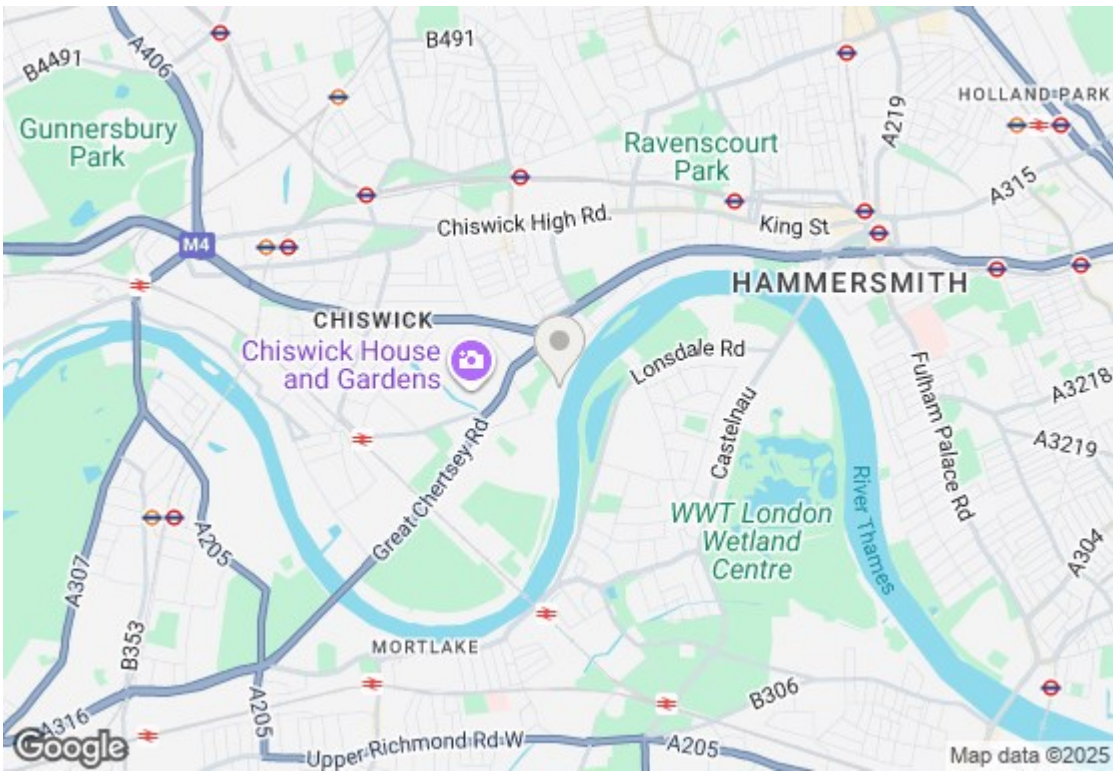 B491
A406
B4491
HOLLAND PARK
A219
Gunnersbury
Park
Ravenscourt
Park
A315
Chiswick High Rd.
King St
M4
HAMMERSMITH
CHISWICK
Chiswick House
and Gardens
Lonsdale Rd
A3218
Fulham Palace Rd
Castelnau
A3219
Great Chertsey Rd
River Thames
WWT London
Wetland
Centre
A205
A304
A307
B353
MORTLAKE
B306
A205
A316
Upper Richmond Rd W
A205
Google
Map data ©2025